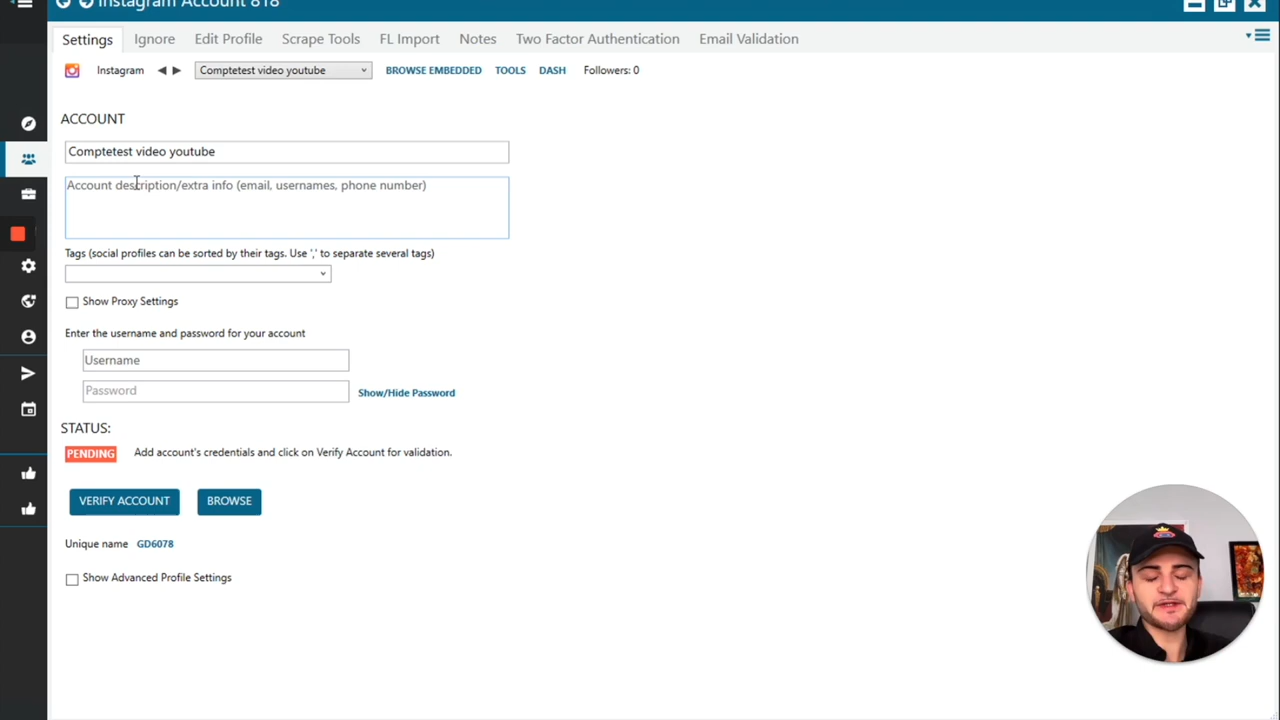 Instagram Account 818
Settings Ignore Edit Profile Scrape Tools FL Import Notes Two Factor Authentication Email Validation
Instagram Comptetest video youtube BROWSE EMBEDDED TOOLS DASH Followers: 0
ACCOUNT
Comptetest video youtube
Account description/extra info (email, usernames, phone number)
Tags (social profiles can be sorted by their tags. Use ',' to separate several tags)
Show Proxy Settings
Enter the username and password for your account
Username
Password Show/Hide Password
STATUS:
PENDING Add account's credentials and click on Verify Account for validation.
VERIFY ACCOUNT BROWSE
Unique name GD6078
Show Advanced Profile Settings